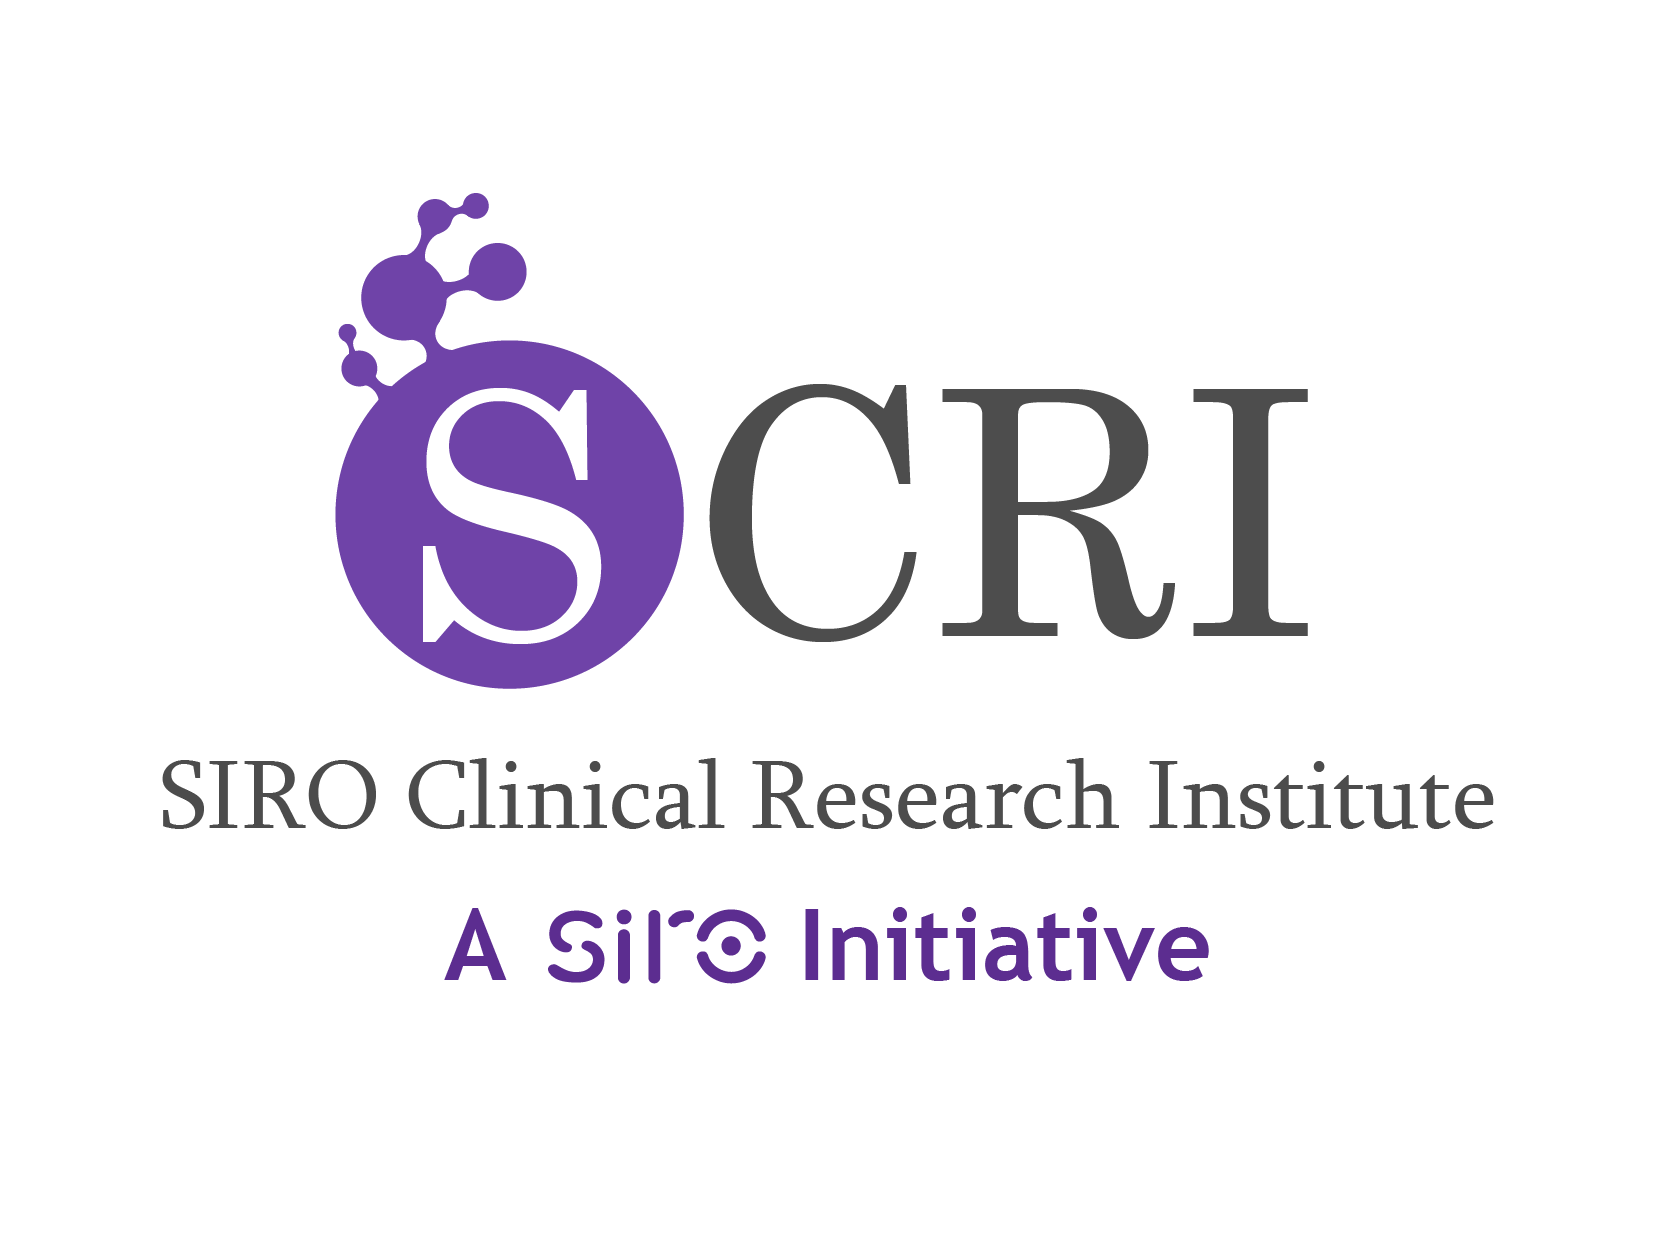 SCRI
SIRO Clinical Research Institute
A siro Initiative